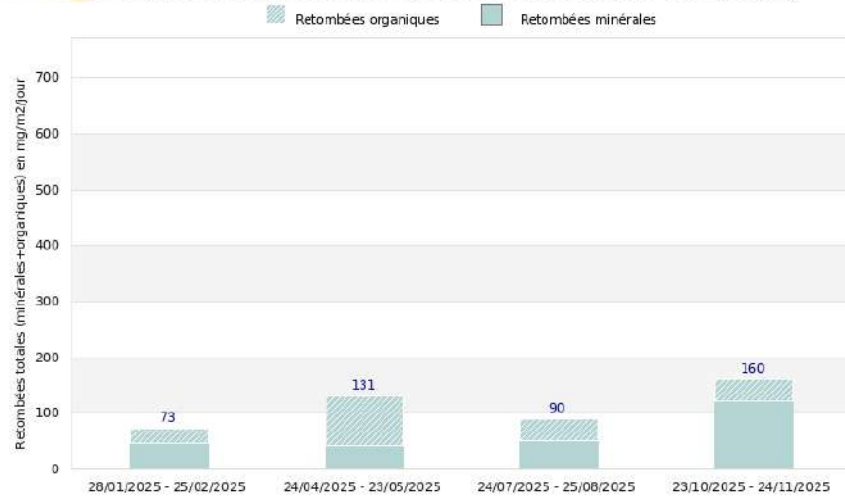 Retombées organiques
Retombées minérales
Retombées totales (minérales+organiques) en mg/m2/jour
700
600
500
400
300
200
100
0
73
131
90
160
28/01/2025 - 25/02/2025
24/04/2025 - 23/05/2025
24/07/2025 - 25/08/2025
23/10/2025 - 24/11/2025